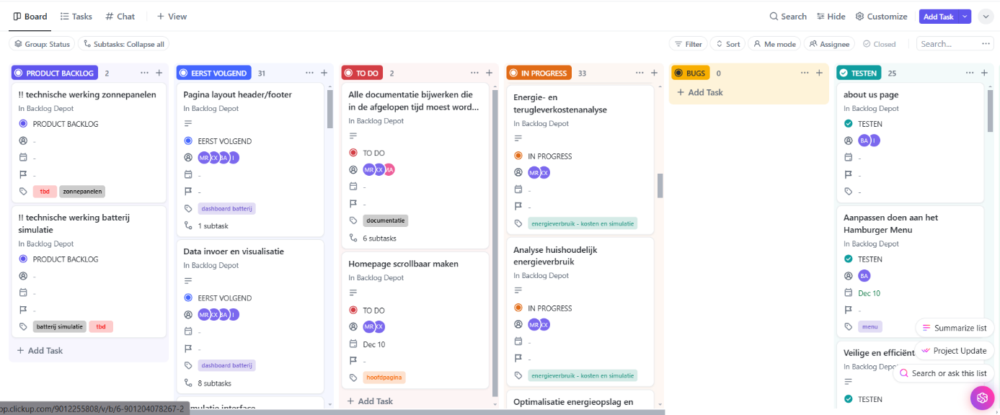 Board Tasks # Chat + View Search Hide Customize Add Task
Group: Status Subtasks: Collapse all Filter Sort Me mode Assignee Closed Search... ...
PRODUCT BACKLOG 2 ... +
!! technische werking zonnepanelen
In Backlog Depot
PRODUCT BACKLOG
-
-
-
tbd zonnepanelen
!! technische werking batterij
simulatie
In Backlog Depot
PRODUCT BACKLOG
-
-
-
batterij simulatie tbd
+ Add Task
EERST VOLGEND 31 ... +
Pagina layout header/footer
In Backlog Depot
EERST VOLGEND
MR KX BA I
-
-
dashboard batterij
1 subtask
Data invoer en visualisatie
In Backlog Depot
EERST VOLGEND
MR KX BA I
-
-
dashboard batterij
8 subtasks
TO DO 2 ... +
Alle documentatie bijwerken die
in de afgelopen tijd moest word...
In Backlog Depot
TO DO
MR KX
-
-
documentatie
6 subtasks
Homepage scrollbaar maken
In Backlog Depot
TO DO
MR KX
Dec 10
-
hoofdpagina
+ Add Task
IN PROGRESS 33 ... +
Energie- en
terugleverkostenanalyse
In Backlog Depot
IN PROGRESS
MR KX
-
-
energieverbruik - kosten en simulatie
Analyse huishoudelijk
energieverbruik
In Backlog Depot
IN PROGRESS
MR KX
-
-
energieverbruik - kosten en simulatie
Optimalisatie energieopslag en
BUGS 0 ... +
+ Add Task
TESTEN 25 ... +
about us page
In Backlog Depot
TESTEN
BA I
-
-
-
Aanpassen doen aan het
Hamburger Menu
In Backlog Depot
TESTEN
BA
Dec 10
-
menu
Veilige en efficiënt
In Backlog
TESTEN
Summarize list
Project Update
Search or ask this list
pp.clickup.com/9012255808/v/b/6-901204078267-2